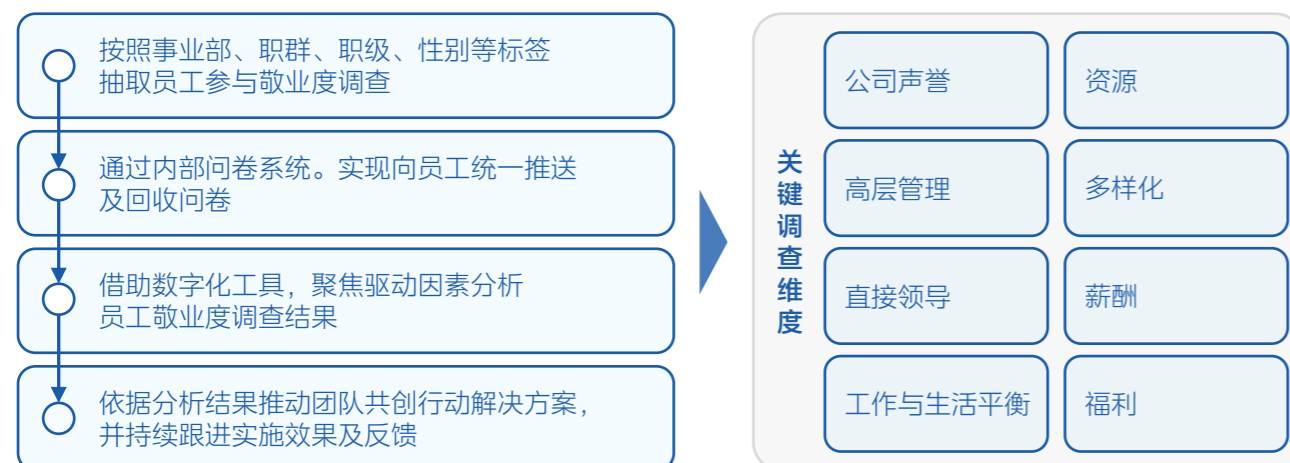 按照事业部、职群、职级、性别等标签
抽取员工参与敬业度调查
通过内部问卷系统。实现向员工统一推送
及回收问卷
借助数字化工具，聚焦驱动因素分析
员工敬业度调查结果
依据分析结果推动团队共创行动解决方案，
并持续跟进实施效果及反馈
关键调查维度
公司声誉
资源
高层管理
多样化
直接领导
薪酬
工作与生活平衡
福利